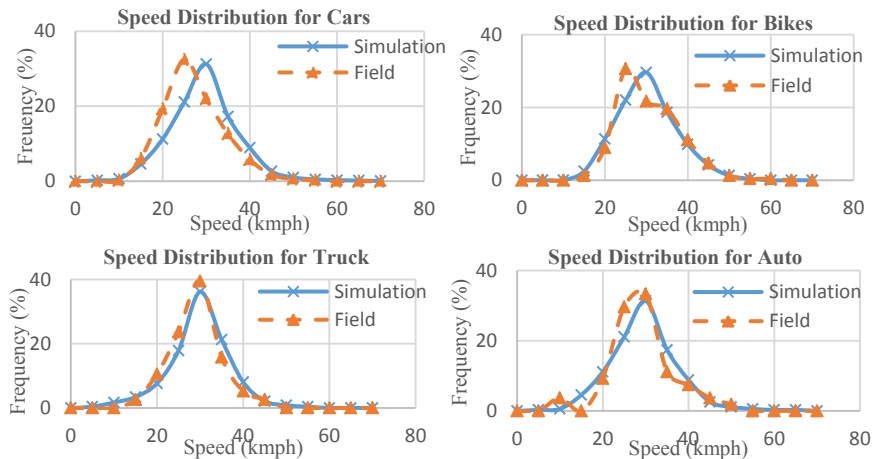 Speed Distribution for Cars
Freuency (%)
40
20
0
0 20 40 60 80
Speed (kmph)
Simulation
Field
Speed Distribution for Bikes
Frquency (%)
40
20
0
0 20 40 60 80
Speed (kmph)
Simulation
Field
Speed Distribution for Truck
Frequency (%)
40
20
0
0 20 40 60 80
Speed (kmph)
Simulation
Field
Speed Distribution for Auto
Frequency (%)
40
20
0
0 20 40 60 80
Speed (kmph)
Simulation
Field